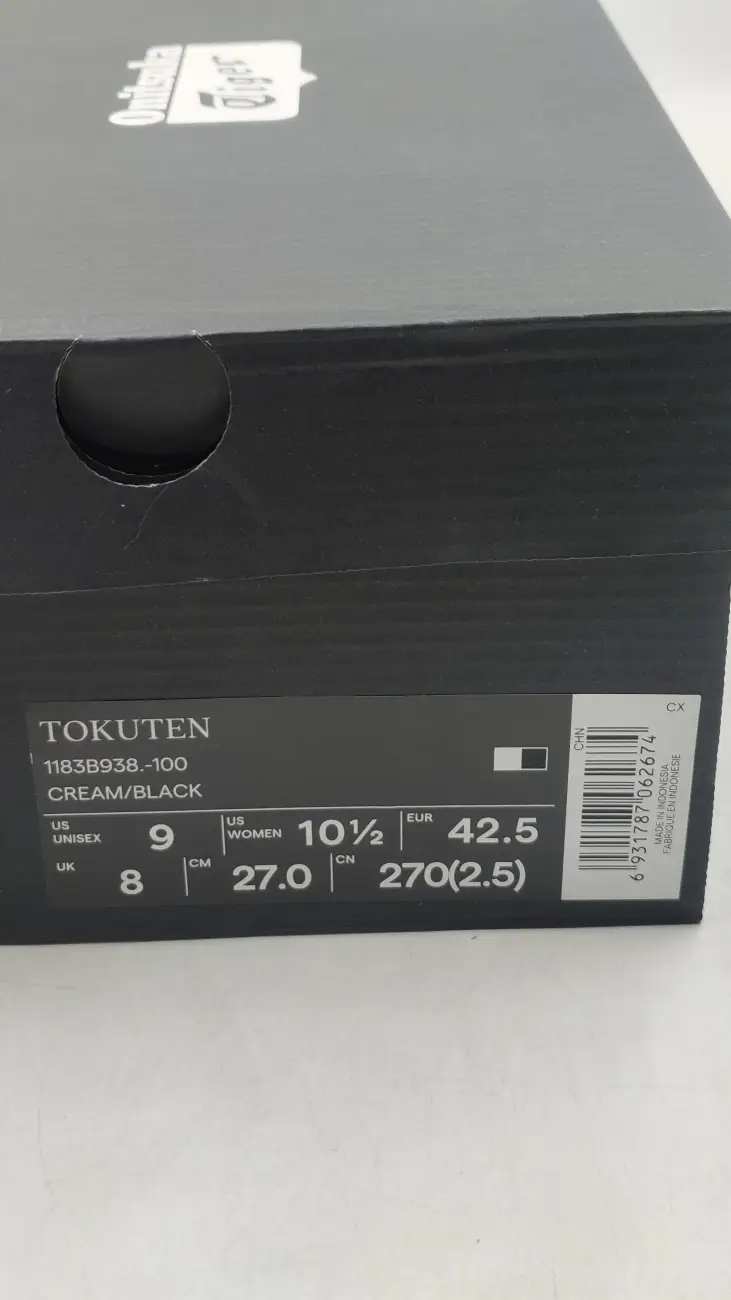 Onitsuka
Tiger
TOKUTEN
1183B938.-100
CREAM/BLACK
US UNISEX 9 US WOMEN 10½ EUR 42.5
UK 8 CM 27.0 CN 270(2.5)
CX
CHN
6 931787 062674
MADE IN INDONESIA
FABRIQUE EN INDONESIE